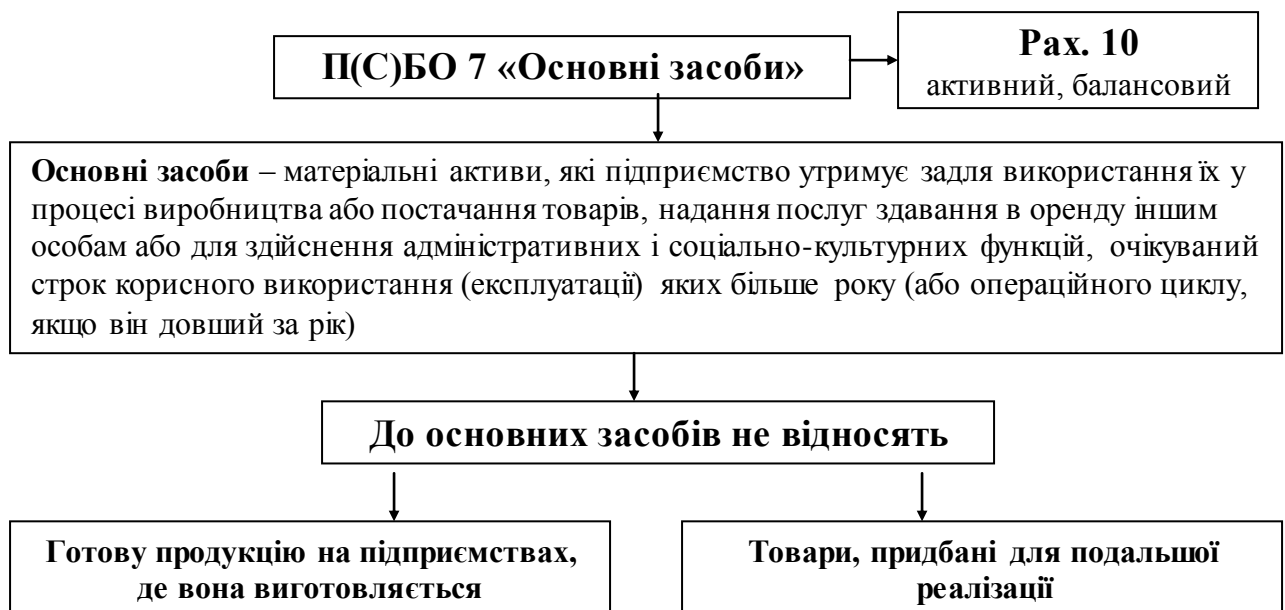 П(С)БО 7 «Основні засоби»
Рах. 10
активний, балансовий
Основні засоби – матеріальні активи, які підприємство утримує задля використання їх у
процесі виробництва або постачання товарів, надання послуг здавання в оренду іншим
особам або для здійснення адміністративних і соціально-культурних функцій, очікуваний
строк корисного використання (експлуатації) яких більше року (або операційного циклу,
якщо він довший за рік)
До основних засобів не відносять
Готову продукцію на підприємствах,
де вона виготовляється
Товари, придбані для подальшої
реалізації